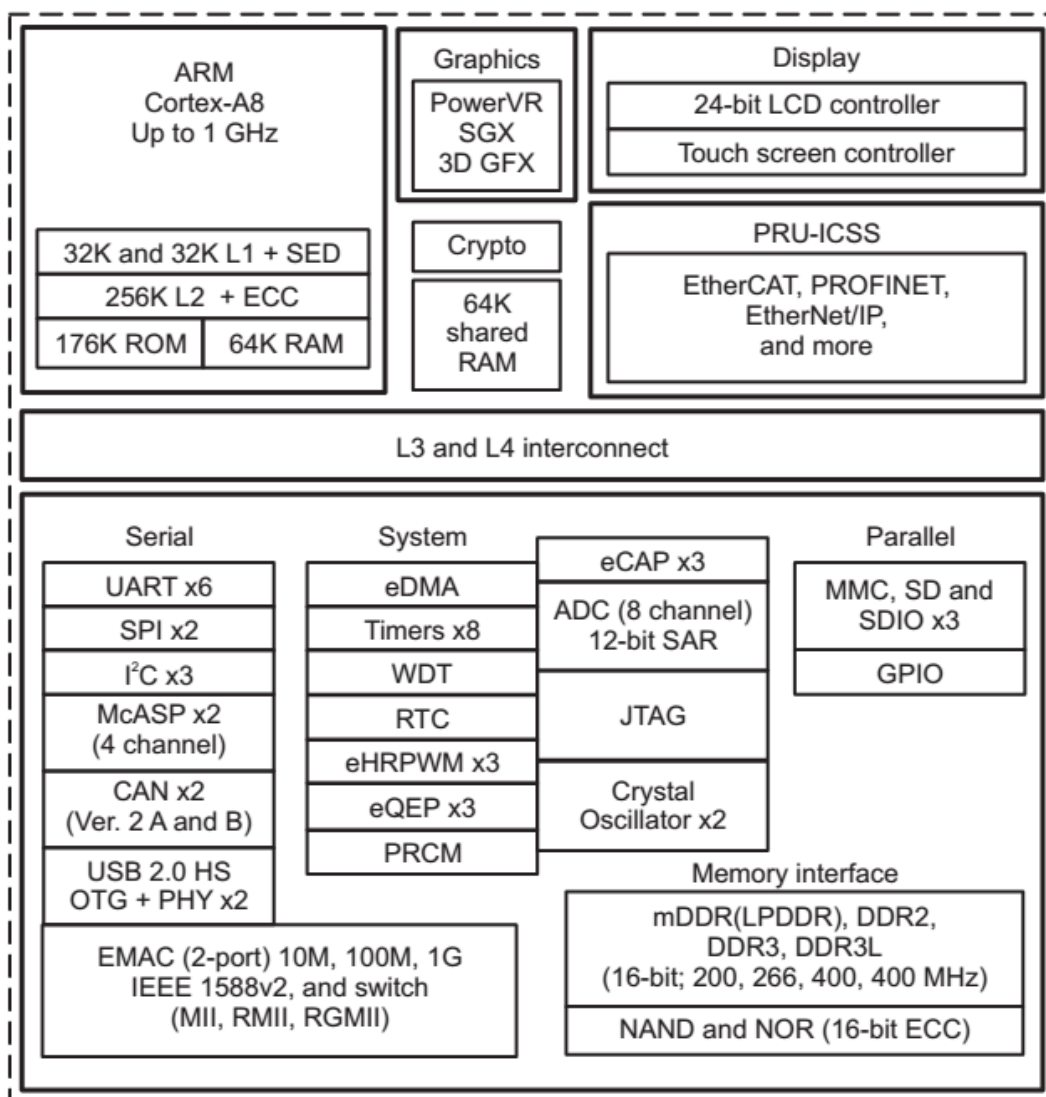 ARM
Cortex-A8
Up to 1 GHz
32K and 32K L1 + SED
256K L2 + ECC
176K ROM
64K RAM
Graphics
PowerVR
SGX
3D GFX
Crypto
64K
shared
RAM
Display
24-bit LCD controller
Touch screen controller
PRU-ICSS
EtherCAT, PROFINET,
EtherNet/IP,
and more
L3 and L4 interconnect
Serial
UART x6
SPI x2
I²C x3
McASP x2
(4 channel)
CAN x2
(Ver. 2 A and B)
USB 2.0 HS
OTG + PHY x2
EMAC (2-port) 10M, 100M, 1G
IEEE 1588v2, and switch
(MII, RMII, RGMII)
System
eDMA
Timers x8
WDT
RTC
eHRPWM x3
eQEP x3
PRCM
eCAP x3
ADC (8 channel)
12-bit SAR
JTAG
Crystal
Oscillator x2
Parallel
MMC, SD and
SDIO x3
GPIO
Memory interface
mDDR(LPDDR), DDR2,
DDR3, DDR3L
(16-bit; 200, 266, 400, 400 MHz)
NAND and NOR (16-bit ECC)